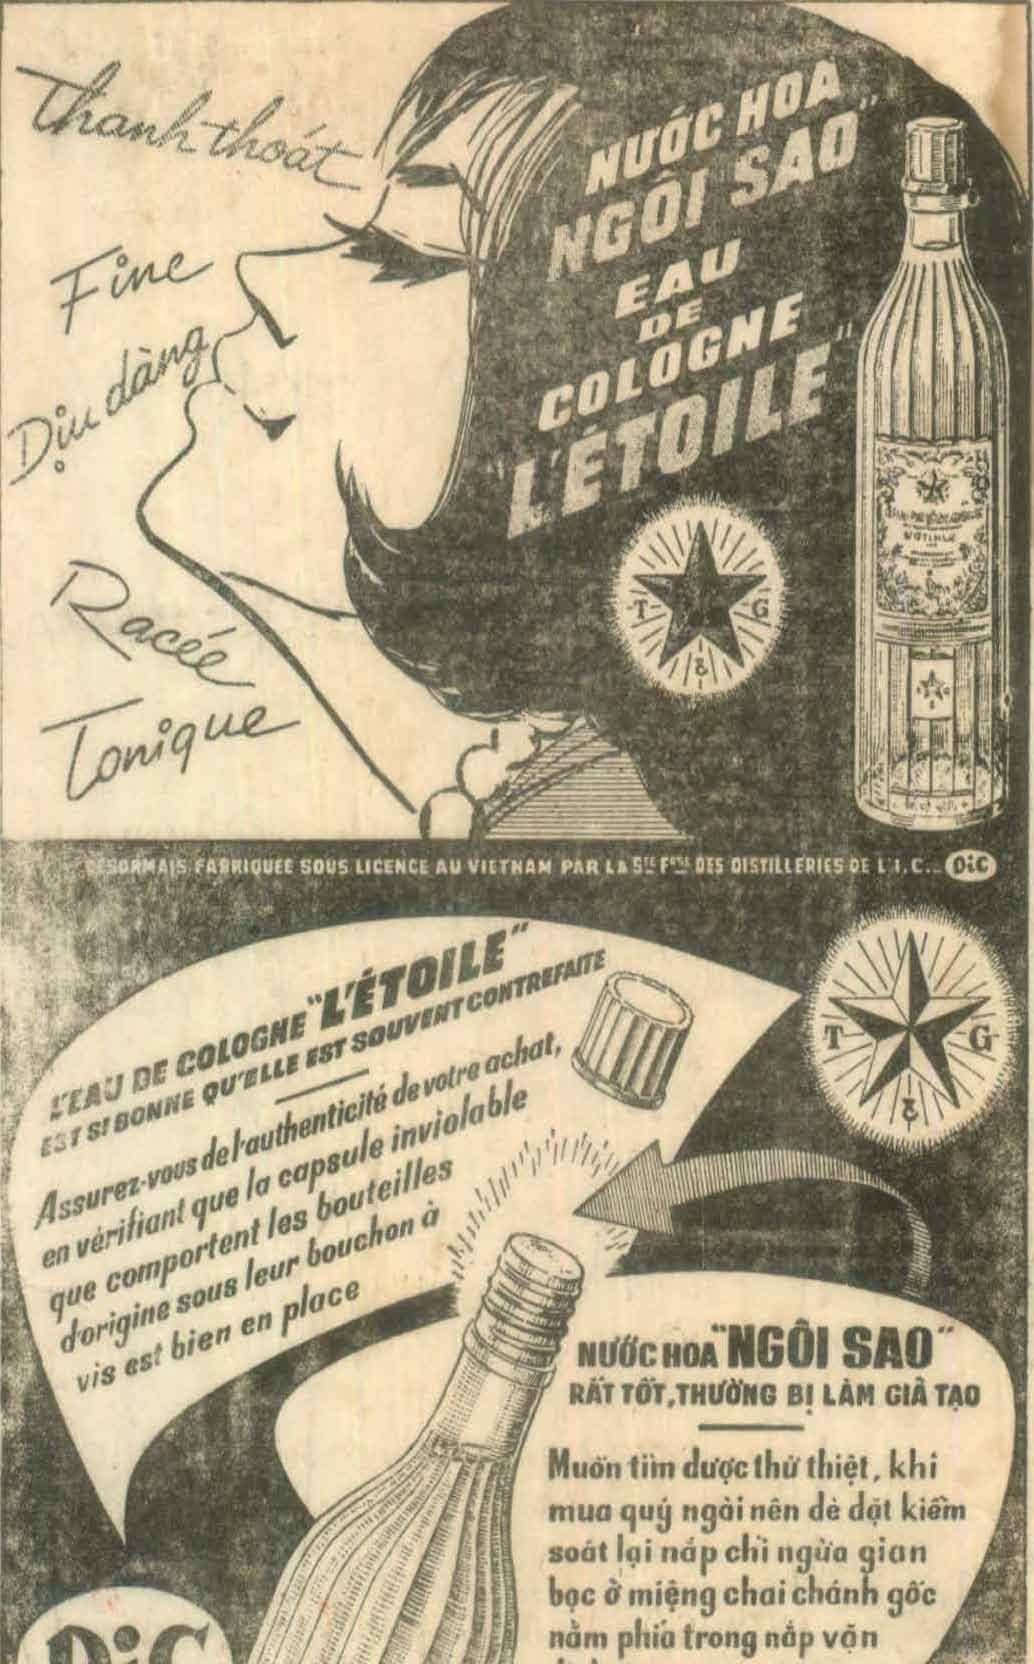 Thanh thoát
Fine
Dịu dàng
Racée
Tonique
NƯỚC HOA
"NGÔI SAO"
EAU
DE
COLOGNE
"L'ÉTOILE"
T G
&
DÉSORMAIS FABRIQUÉE SOUS LICENCE AU VIETNAM PAR LA STÉ FÇSE DES DISTILLERIES DE L'I.C... DiC
L'EAU DE COLOGNE "L'ÉTOILE"
EST SI BONNE QU'ELLE EST SOUVENT CONTREFAITE
Assurez-vous de l'authenticité de votre achat,
en vérifiant que la capsule inviolable
que comportent les bouteilles
d'origine sous leur bouchon à
vis est bien en place
T G
&
NƯỚC HOA "NGÔI SAO"
RẤT TỐT, THƯỜNG BỊ LÀM GIẢ TẠO
Muốn tìm được thứ thiệt, khi
mua quý ngài nên dè dặt kiểm
soát lại nắp chì ngừa gian
bọc ở miệng chai chánh gốc
nằm phía trong nắp vặn
DiC